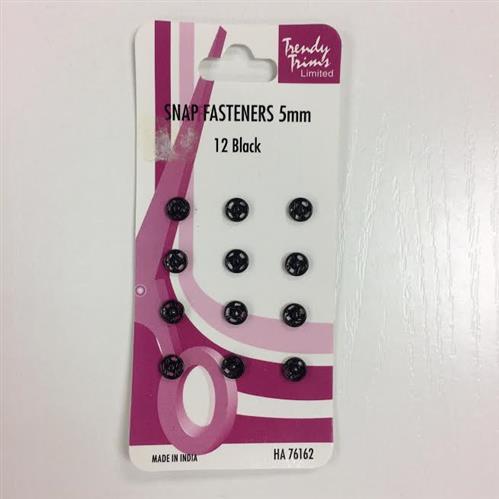 Trendy
Trims
Limited
SNAP FASTENERS 5mm
12 Black
MADE IN INDIA
HA 76162